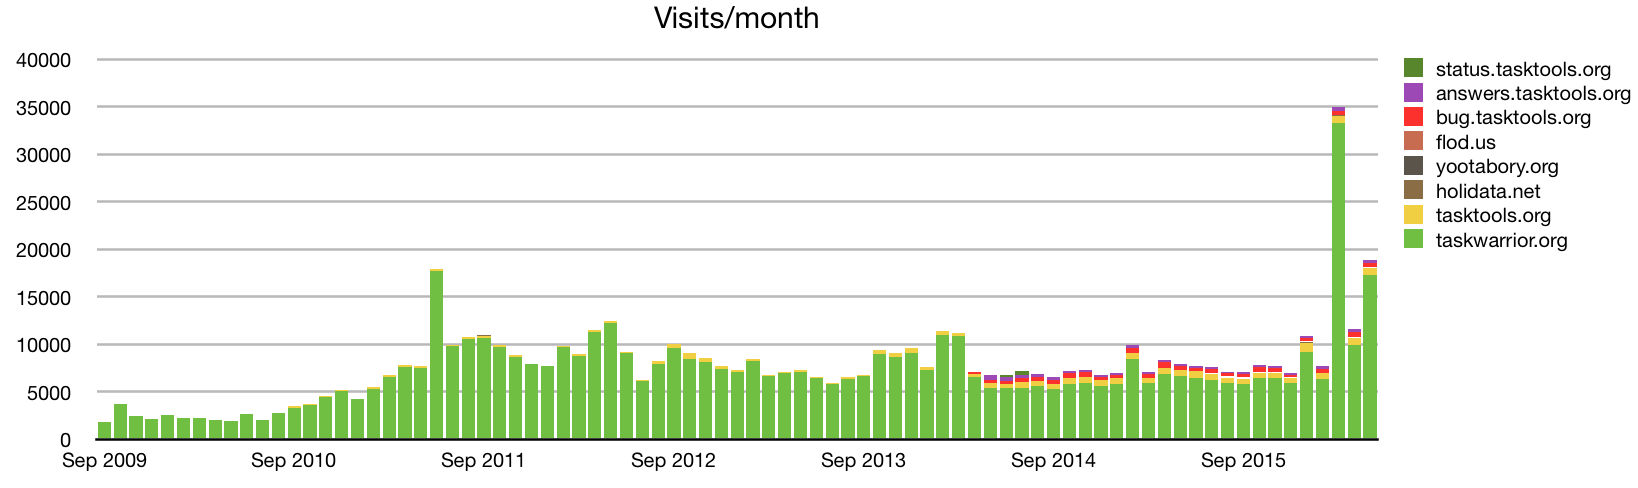 Visits/month
40000
35000
30000
25000
20000
15000
10000
5000
0
Sep 2009 Sep 2010 Sep 2011 Sep 2012 Sep 2013 Sep 2014 Sep 2015
status.tasktools.org
answers.tasktools.org
bug.tasktools.org
flod.us
yootabory.org
holidata.net
tasktools.org
taskwarrior.org